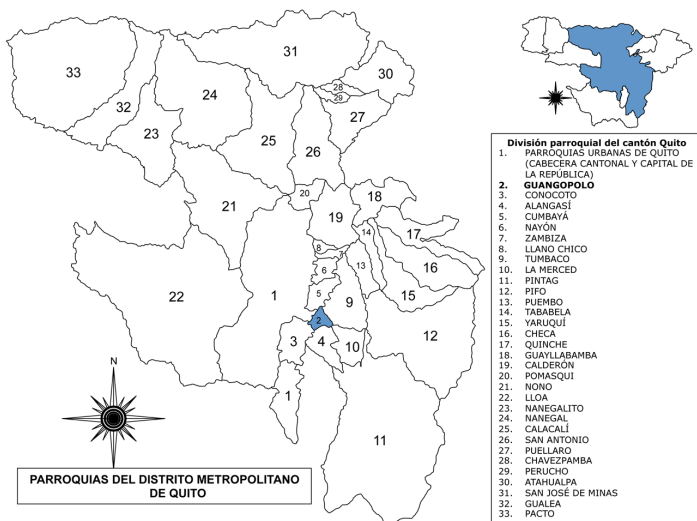 31
33
30
28
24
29
32
27
23
25
26
20
18
19
21
17
14
8
7
13
16
6
15
22
1
5
9
12
2
3
4
10
N
1
11
PARROQUIAS DEL DISTRITO METROPOLITANO
DE QUITO
División parroquial del cantón Quito
1. PARROQUIAS URBANAS DE QUITO
(CABECERA CANTONAL Y CAPITAL DE
LA REPÚBLICA)
2. GUANGOPOLO
3. CONOCOTO
4. ALANGASÍ
5. CUMBAYÁ
6. NAYÓN
7. ZAMBIZA
8. LLANO CHICO
9. TUMBACO
10. LA MERCED
11. PINTAG
12. PIFO
13. PUEMBO
14. TABABELA
15. YARUQUÍ
16. CHECA
17. QUINCHE
18. GUAYLLABAMBA
19. CALDERÓN
20. POMASQUI
21. NONO
22. LLOA
23. NANEGALITO
24. NANEGAL
25. CALACALÍ
26. SAN ANTONIO
27. PUELLARO
28. CHAVEZPAMBA
29. PERUCHO
30. ATAHUALPA
31. SAN JOSÉ DE MINAS
32. GUALEA
33. PACTO